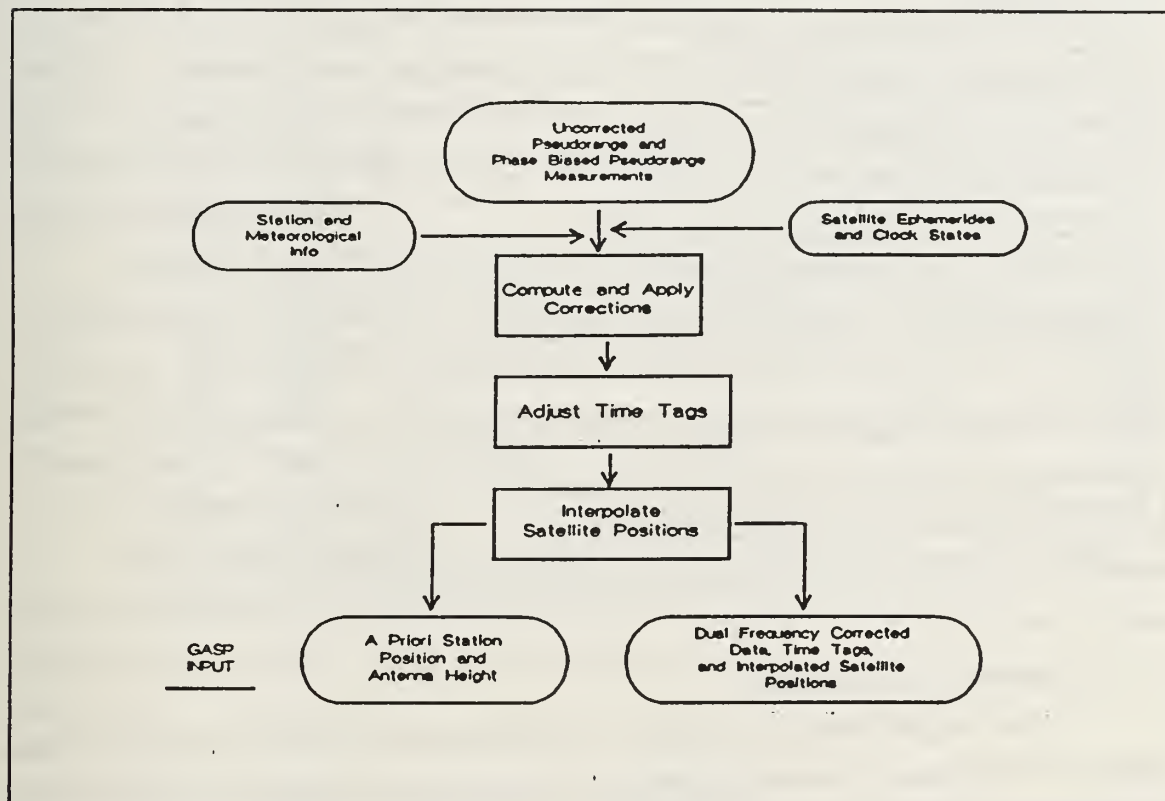 Uncorrected
Pseudorange and
Phase Biased Pseudorange
Measurements
Station and
Meteorological
Info
Satellite Ephemerides
and Clock States
Compute and Apply
Corrections
Adjust Time Tags
Interpolate
Satellite Positions
GASP
INPUT
A Priori Station
Position and
Antenna Height
Dual Frequency Corrected
Data, Time Tags,
and Interpolated Satellite
Positions